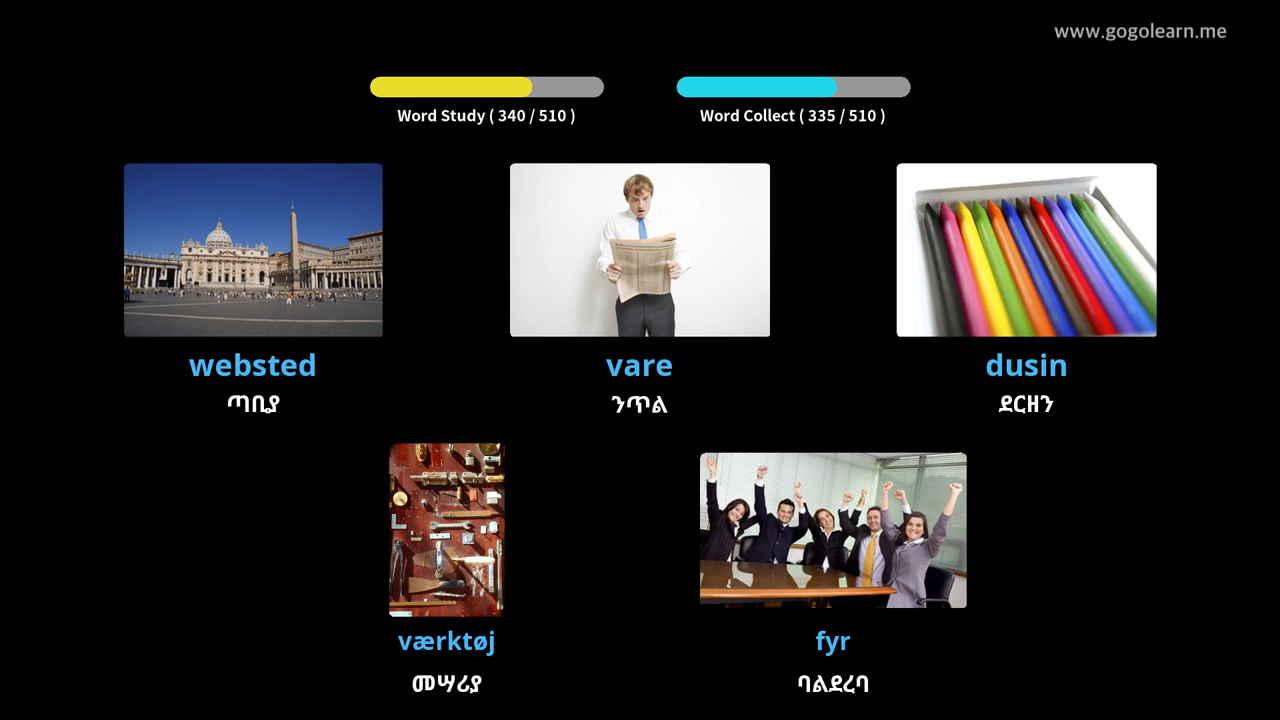 www.gogolearn.me
Word Study ( 340 / 510 )
Word Collect ( 335 / 510 )
websted
ጣቢያ
vare
ንጥል
dusin
ደርዘን
værktøj
መሣሪያ
fyr
ባልደረባ